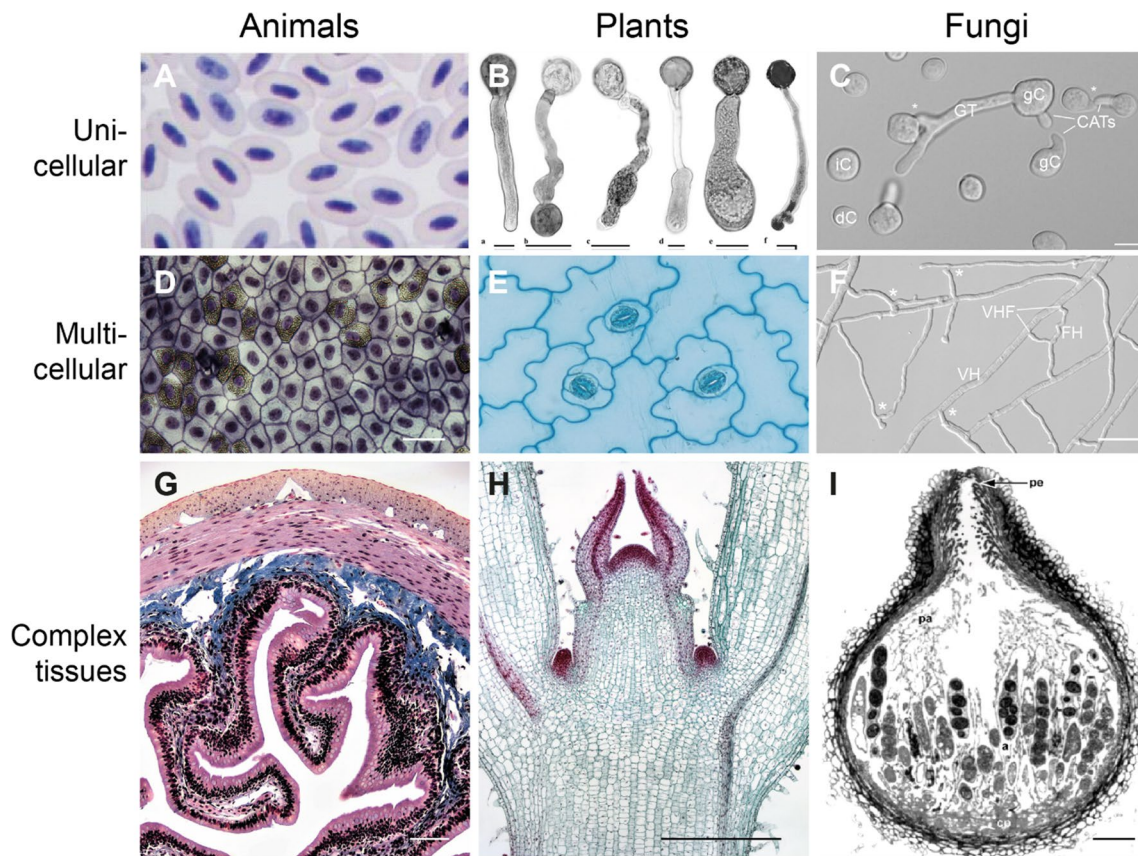 Animals
Plants
Fungi
Uni-
cellular
A
B
a
b
c
d
e
f
C
gC
*
*
GT
CATs
iC
gC
dC
Multi-
cellular
D
E
F
*
*
VHF
FH
VH
*
*
Complex
tissues
G
H
I
pe
pa
a
co